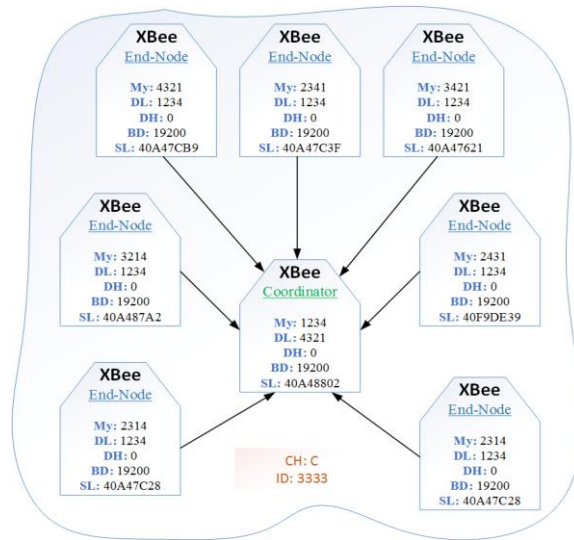 XBee
End-Node
My: 4321
DL: 1234
DH: 0
BD: 19200
SL: 40A47CB9
XBee
End-Node
My: 2341
DL: 1234
DH: 0
BD: 19200
SL: 40A47C3F
XBee
End-Node
My: 3421
DL: 1234
DH: 0
BD: 19200
SL: 40A47621
XBee
End-Node
My: 3214
DL: 1234
DH: 0
BD: 19200
SL: 40A487A2
XBee
Coordinator
My: 1234
DL: 4321
DH: 0
BD: 19200
SL: 40A48802
XBee
End-Node
My: 2431
DL: 1234
DH: 0
BD: 19200
SL: 40F9DE39
XBee
End-Node
My: 2314
DL: 1234
DH: 0
BD: 19200
SL: 40A47C28
CH: C
ID: 3333
XBee
End-Node
My: 2314
DL: 1234
DH: 0
BD: 19200
SL: 40A47C28